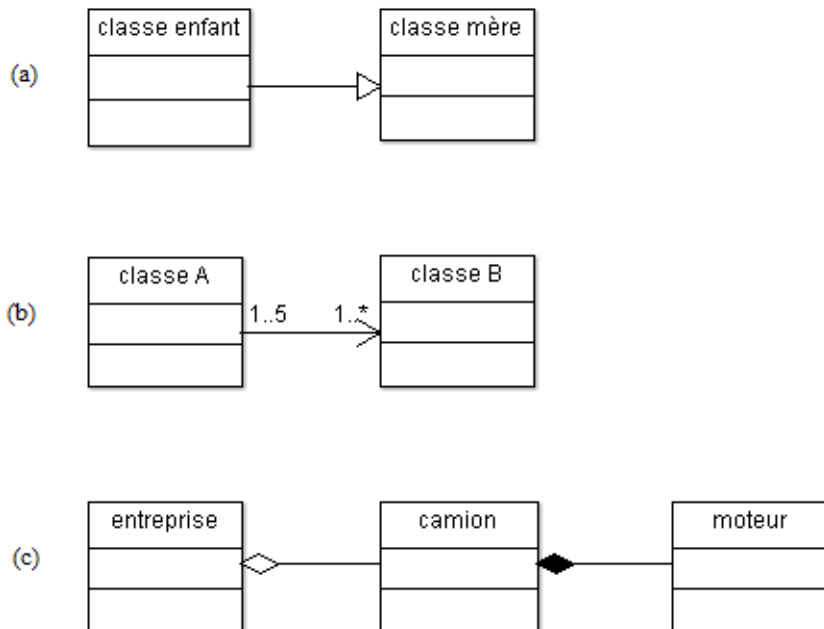 classe enfant
classe mère
(a)
classe A
classe B
(b)
1..5
1..*
entreprise
camion
moteur
(c)